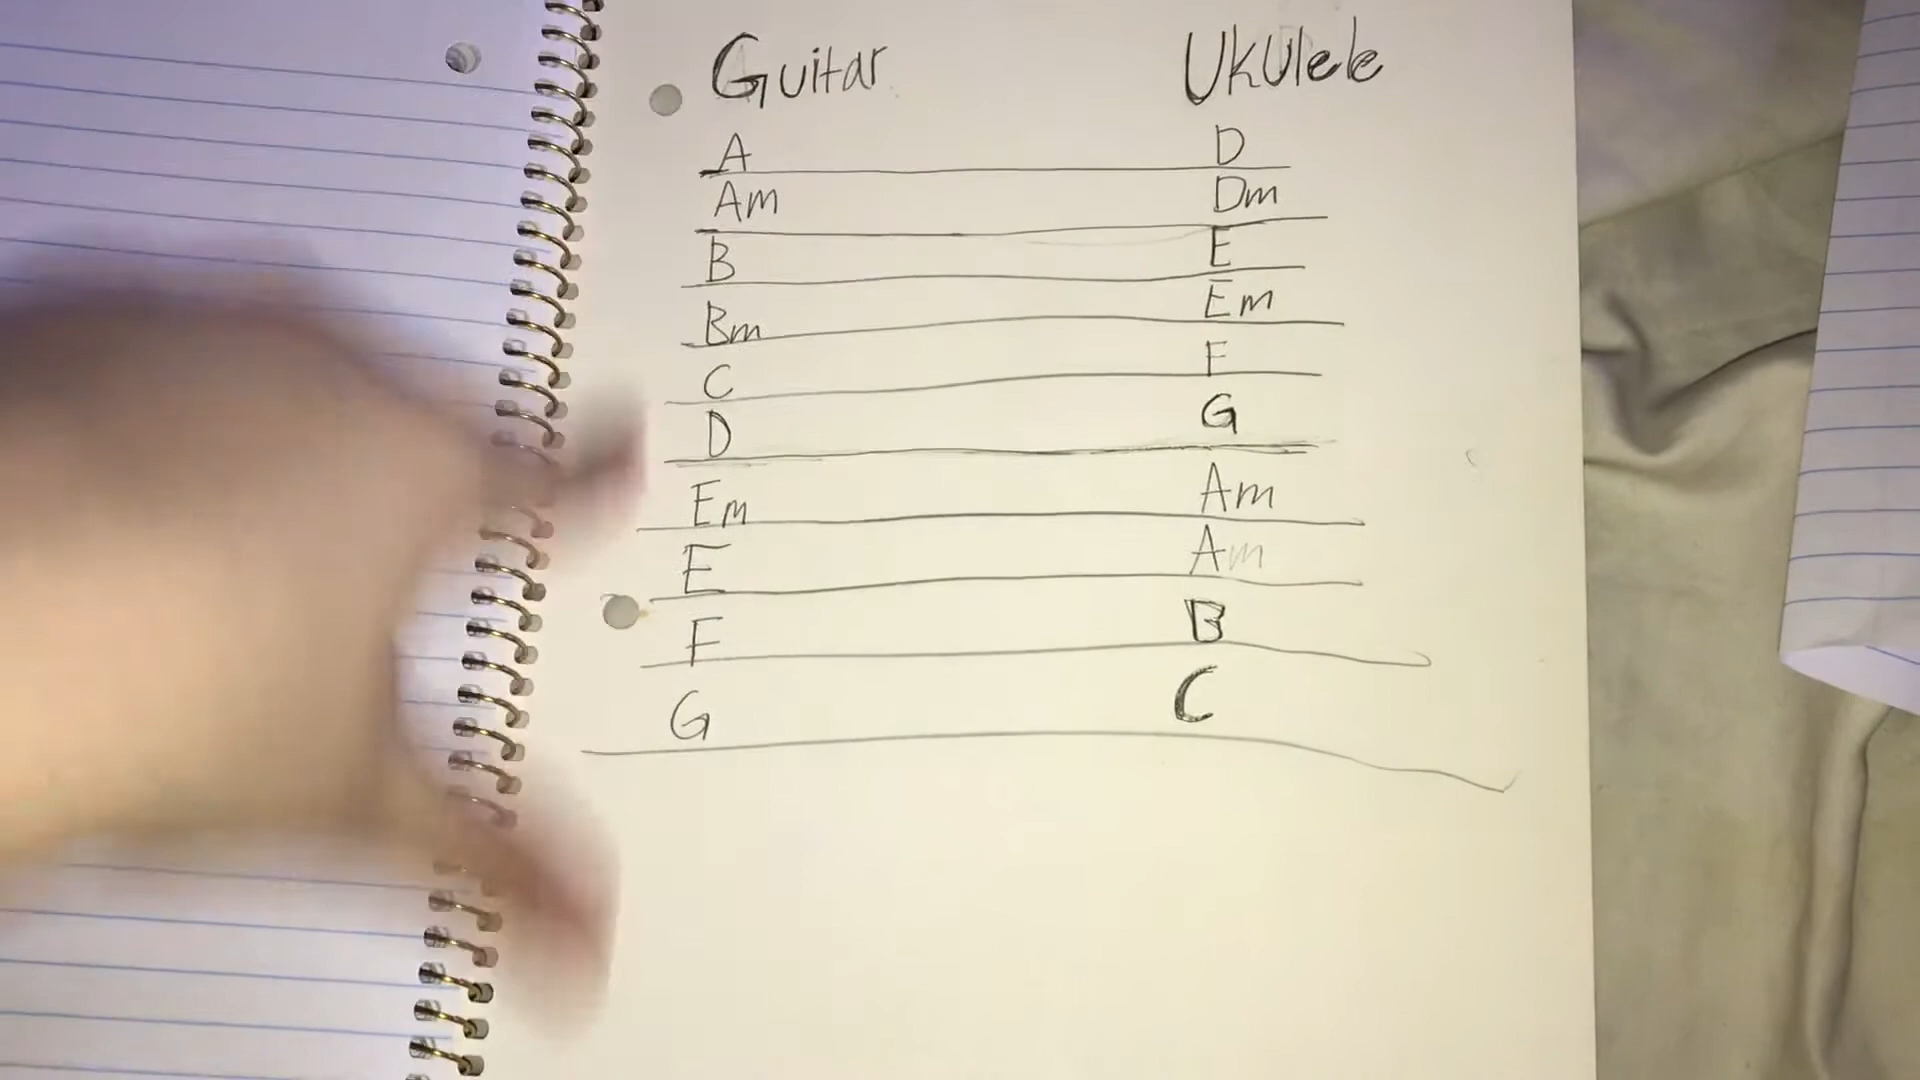 Guitar Ukulele
A D
Am Dm
B E
Bm Em
C F
D G
Em Am
E Am
F B
G C